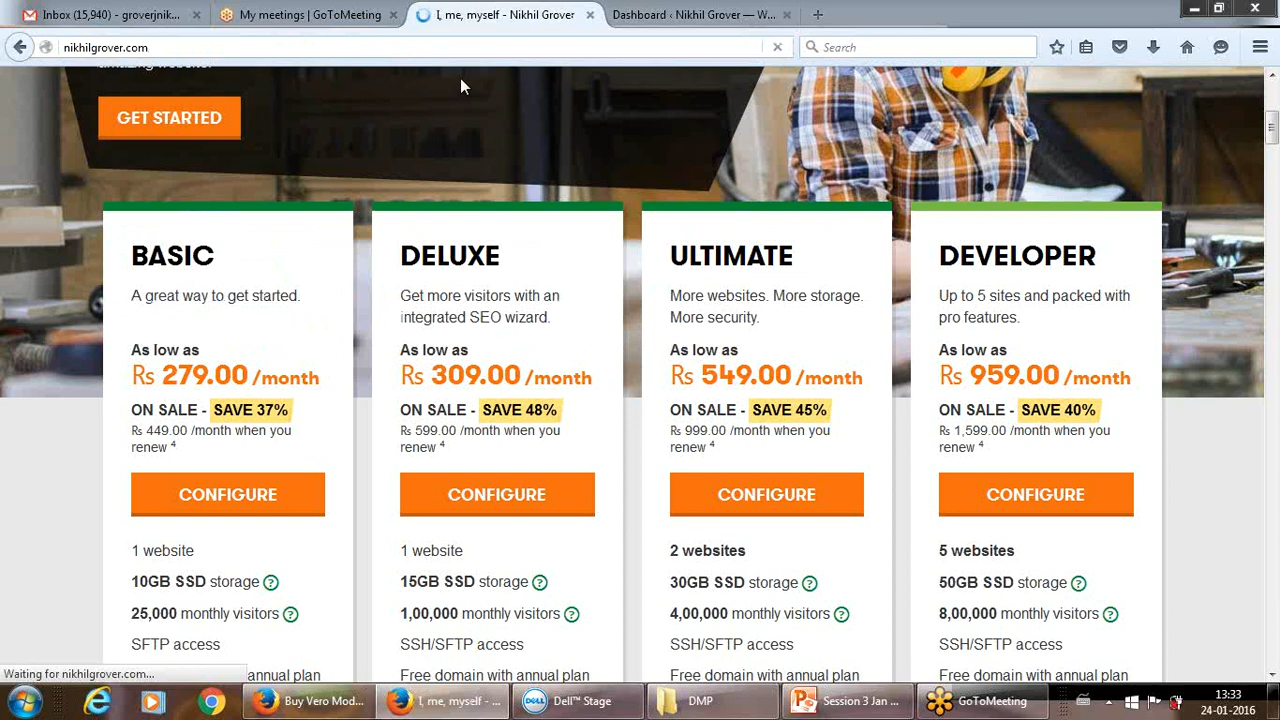 Inbox (15,940) - groverjnik...
My meetings | GoToMeeting
I, me, myself - Nikhil Grover
Dashboard ‹ Nikhil Grover — W...
nikhilgrover.com
Search
GET STARTED
BASIC
A great way to get started.
As low as
Rs 279.00 /month
ON SALE - SAVE 37%
Rs 449.00 /month when you
renew 4
CONFIGURE
1 website
10GB SSD storage ?
25,000 monthly visitors ?
SFTP access
annual plan
DELUXE
Get more visitors with an
integrated SEO wizard.
As low as
Rs 309.00 /month
ON SALE - SAVE 48%
Rs 599.00 /month when you
renew 4
CONFIGURE
1 website
15GB SSD storage ?
1,00,000 monthly visitors ?
SSH/SFTP access
Free domain with annual plan
ULTIMATE
More websites. More storage.
More security.
As low as
Rs 549.00 /month
ON SALE - SAVE 45%
Rs 999.00 /month when you
renew 4
CONFIGURE
2 websites
30GB SSD storage ?
4,00,000 monthly visitors ?
SSH/SFTP access
Free domain with annual plan
DEVELOPER
Up to 5 sites and packed with
pro features.
As low as
Rs 959.00 /month
ON SALE - SAVE 40%
Rs 1,599.00 /month when you
renew 4
CONFIGURE
5 websites
50GB SSD storage ?
8,00,000 monthly visitors ?
SSH/SFTP access
Free domain with annual plan
Waiting for nikhilgrover.com...
Buy Vero Mod...
I, me, myself - ...
DELL
Dell™ Stage
DMP
Session 3 Jan ...
GoToMeeting
13:33
24-01-2016